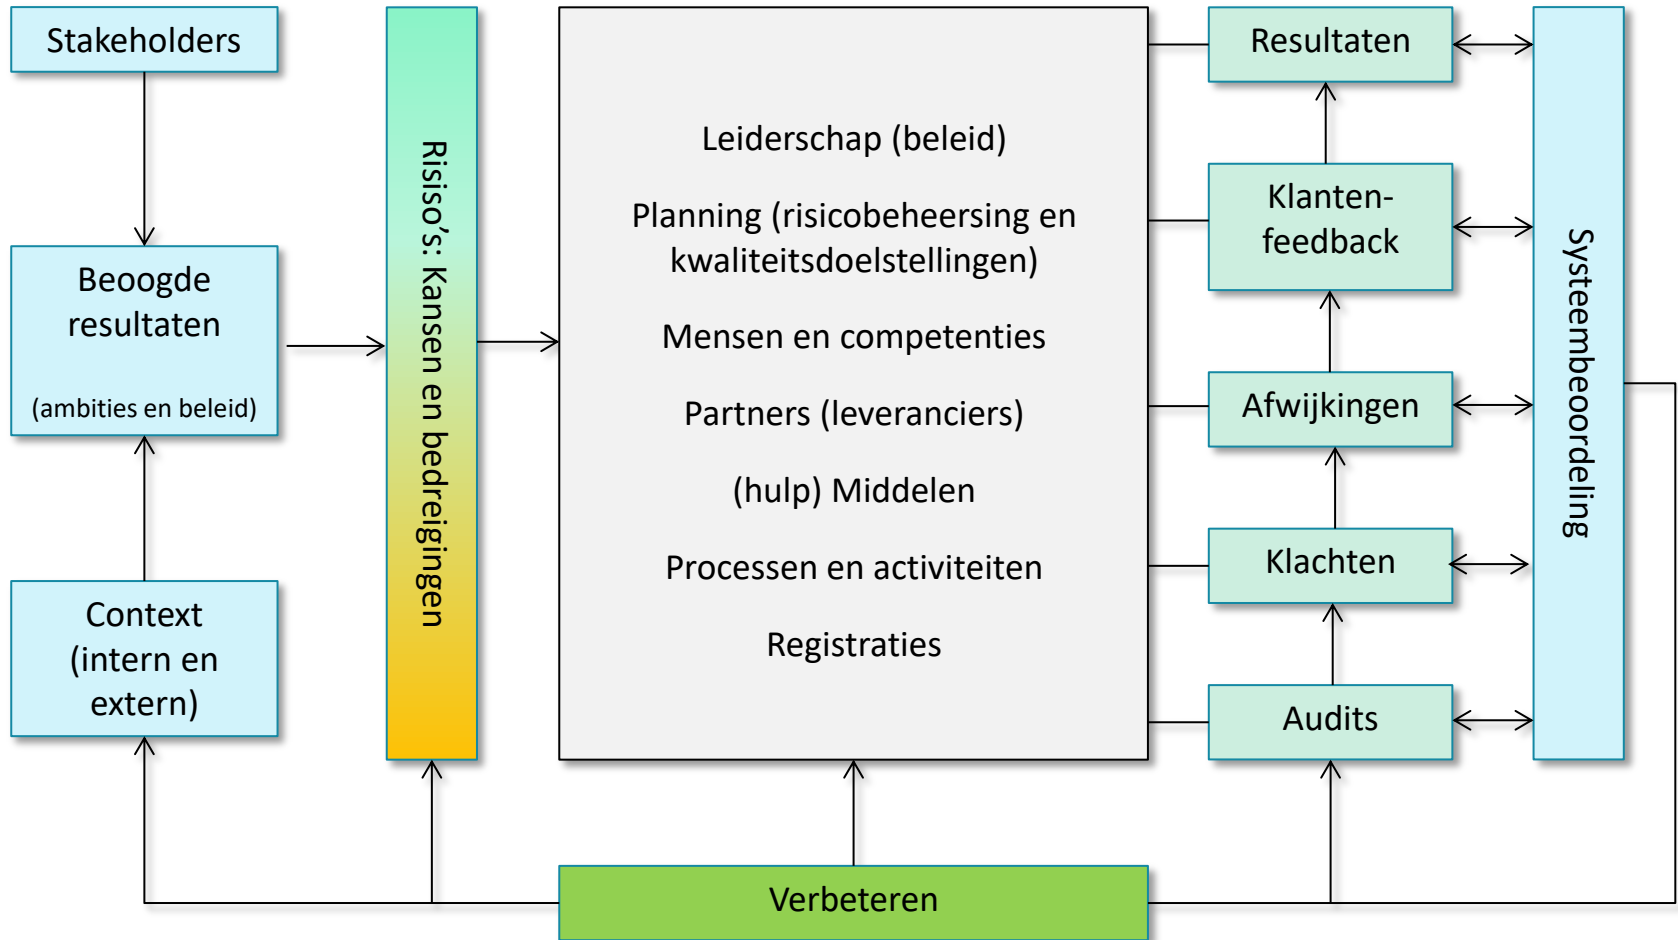 Stakeholders
Beoogde
resultaten
(ambities en beleid)
Context
(intern en
extern)
Risiso's: Kansen en bedreigingen
Leiderschap (beleid)
Planning (risicobeheersing en
kwaliteitsdoelstellingen)
Mensen en competenties
Partners (leveranciers)
(hulp) Middelen
Processen en activiteiten
Registraties
Resultaten
Klanten-
feedback
Afwijkingen
Klachten
Audits
Systeembeoordeling
Verbeteren